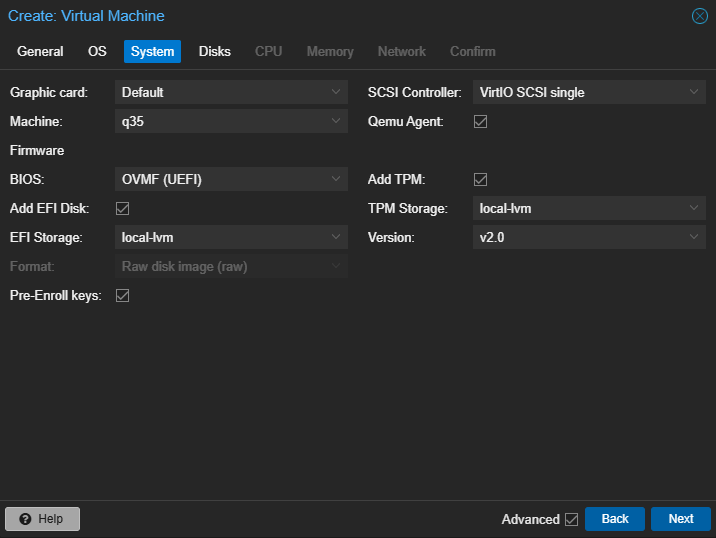 Create: Virtual Machine
General OS System Disks CPU Memory Network Confirm
Graphic card: Default SCSI Controller: VirtIO SCSI single
Machine: q35 Qemu Agent:
Firmware
BIOS: OVMF (UEFI) Add TPM:
Add EFI Disk: TPM Storage: local-lvm
EFI Storage: local-lvm Version: v2.0
Format: Raw disk image (raw)
Pre-Enroll keys:
Help Advanced Back Next